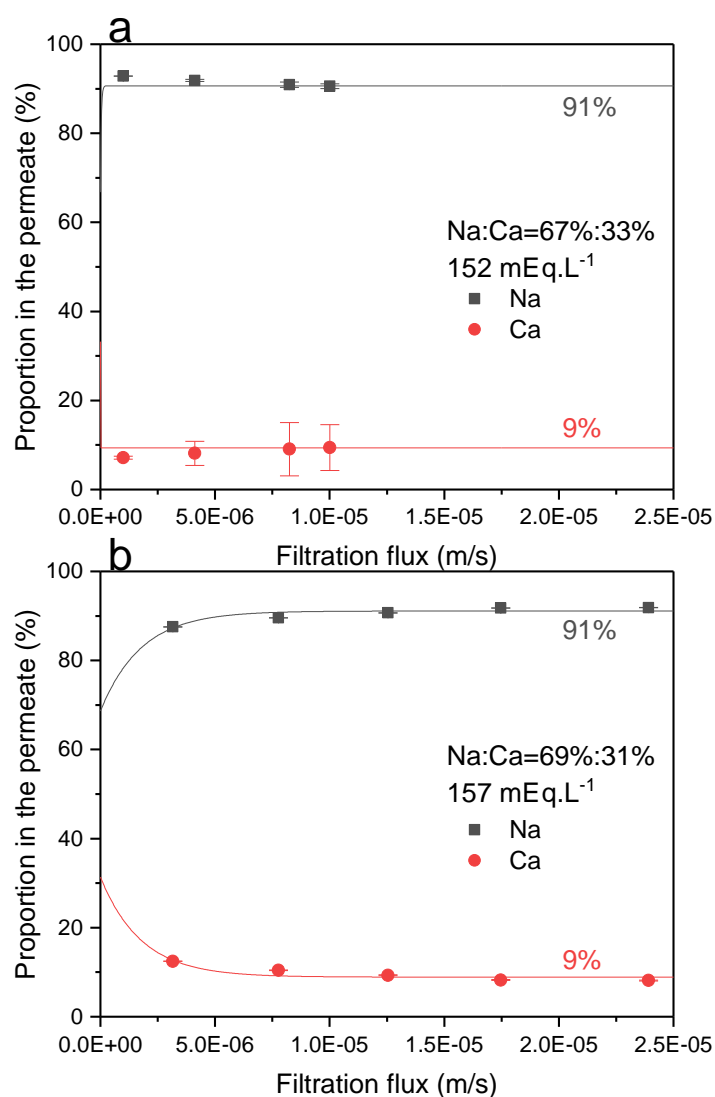 a
100
80
60
40
20
0
Proportion in the permeate (%)
91%
Na:Ca=67%:33%
152 mEq.L⁻¹
Na
Ca
9%
0.0E+00 5.0E-06 1.0E-05 1.5E-05 2.0E-05 2.5E-05
Filtration flux (m/s)
b
100
80
60
40
20
0
Proportion in the permeate (%)
91%
Na:Ca=69%:31%
157 mEq.L⁻¹
Na
Ca
9%
0.0E+00 5.0E-06 1.0E-05 1.5E-05 2.0E-05 2.5E-05
Filtration flux (m/s)